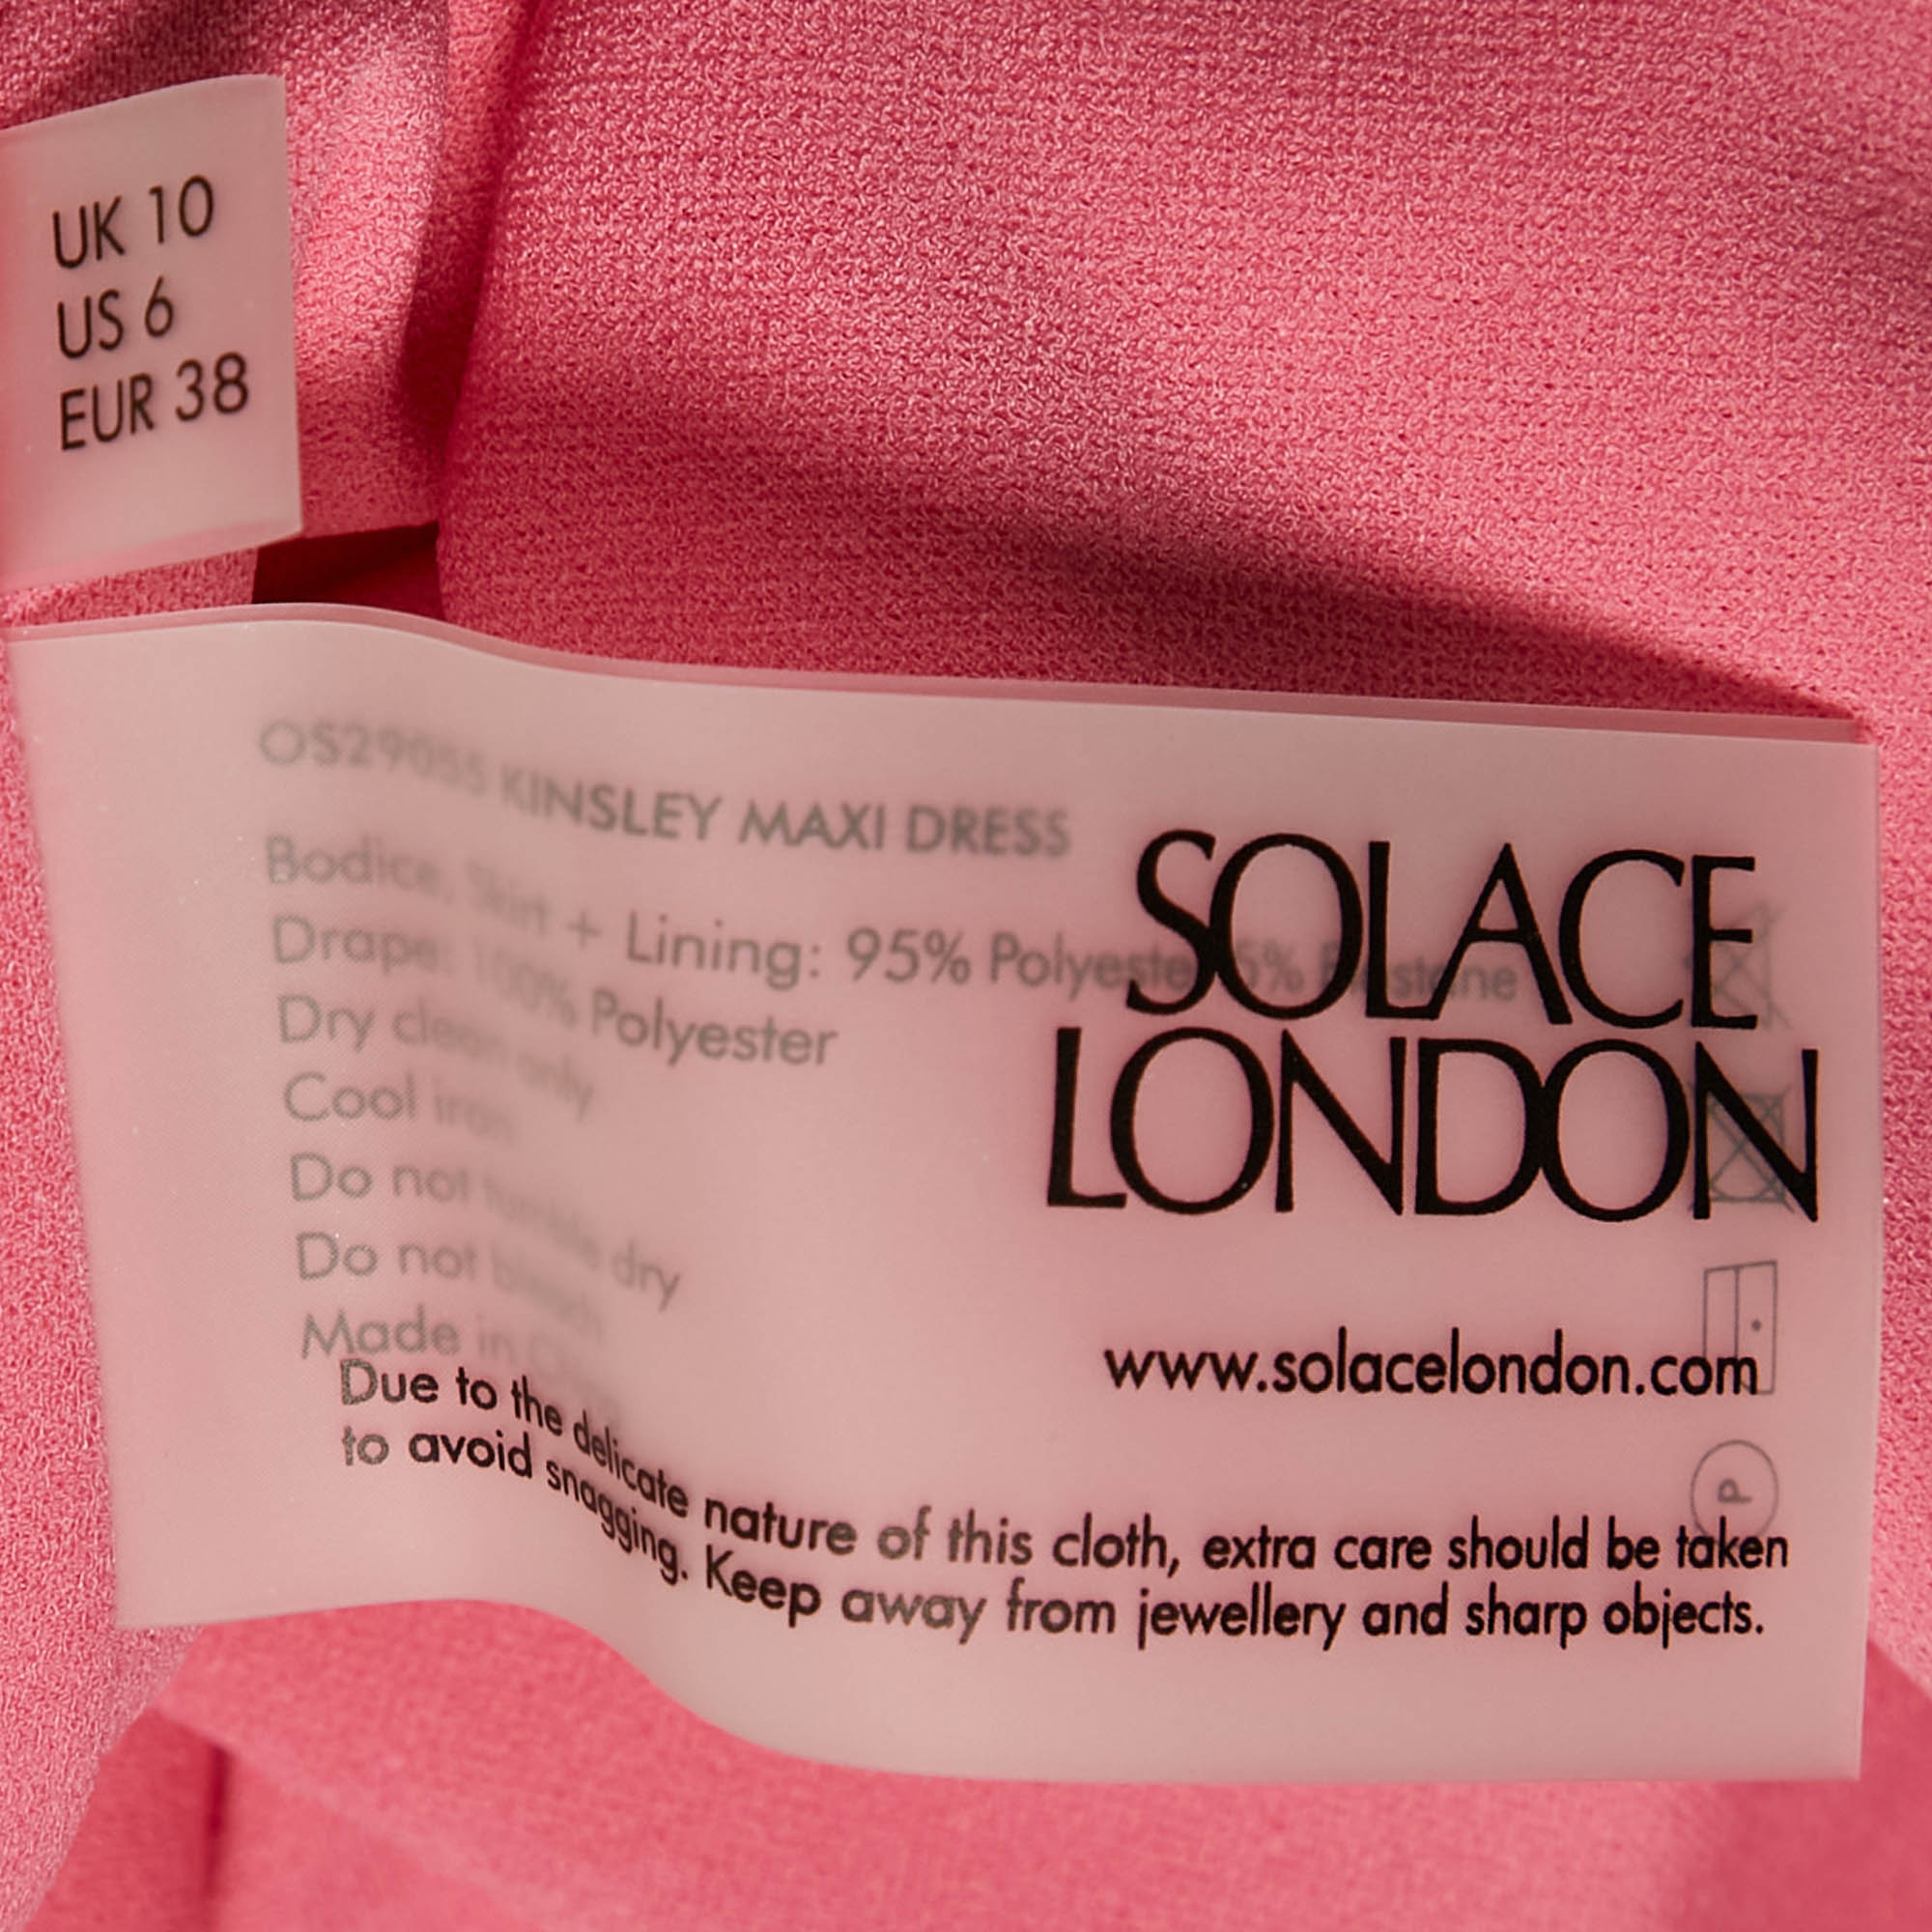 UK 10
US 6
EUR 38
OS29055 KINSLEY MAXI DRESS
Bodice, Skirt + Lining: 95% Polyester 5% Elastane
Drape: 100% Polyester
Dry clean only
Cool iron
Do not tumble dry
Do not bleach
Made in
SOLACE
LONDON
www.solacelondon.com
P
Due to the delicate nature of this cloth, extra care should be taken
to avoid snagging. Keep away from jewellery and sharp objects.